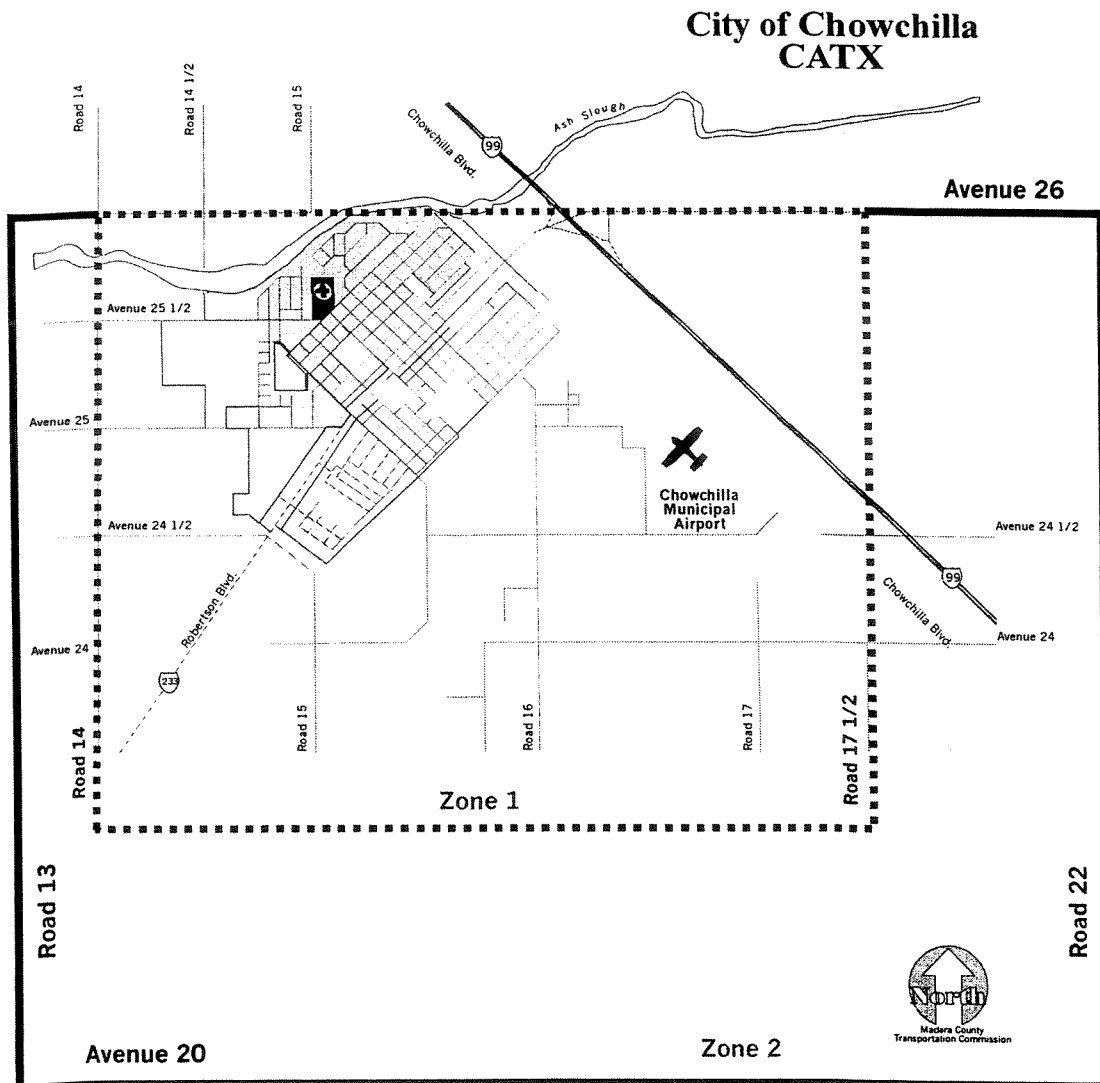 City of Chowchilla
CATX
Road 14
Road 14 1/2
Road 15
Chowchilla Blvd.
99
Ash Slough
Avenue 26
Avenue 25 1/2
Avenue 25
Chowchilla
Municipal
Airport
Avenue 24 1/2
Avenue 24 1/2
Robertson Blvd.
99
Chowchilla Blvd.
Avenue 24
Avenue 24
233
Road 14
Road 15
Road 16
Road 17
Road 17 1/2
Zone 1
Road 13
Road 22
North
Madera County
Transportation Commission
Avenue 20
Zone 2